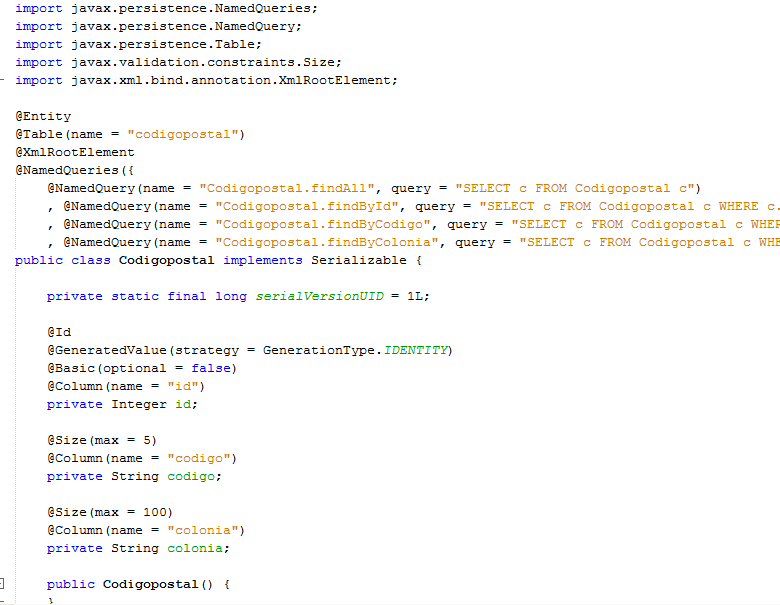 import javax.persistence.NamedQueries;
import javax.persistence.NamedQuery;
import javax.persistence.Table;
import javax.validation.constraints.Size;
import javax.xml.bind.annotation.XmlRootElement;
@Entity
@Table(name = "codigopostal")
@XmlRootElement
@NamedQueries({
@NamedQuery(name = "Codigopostal.findAll", query = "SELECT c FROM Codigopostal c")
, @NamedQuery(name = "Codigopostal.findById", query = "SELECT c FROM Codigopostal c WHERE c.
, @NamedQuery(name = "Codigopostal.findByCodigo", query = "SELECT c FROM Codigopostal c WHER
, @NamedQuery(name = "Codigopostal.findByColonia", query = "SELECT c FROM Codigopostal c WHE
public class Codigopostal implements Serializable {
private static final long serialVersionUID = 1L;
@Id
@GeneratedValue(strategy = GenerationType.IDENTITY)
@Basic(optional = false)
@Column(name = "id")
private Integer id;
@Size(max = 5)
@Column(name = "codigo")
private String codigo;
@Size(max = 100)
@Column(name = "colonia")
private String colonia;
public Codigopostal() {
}